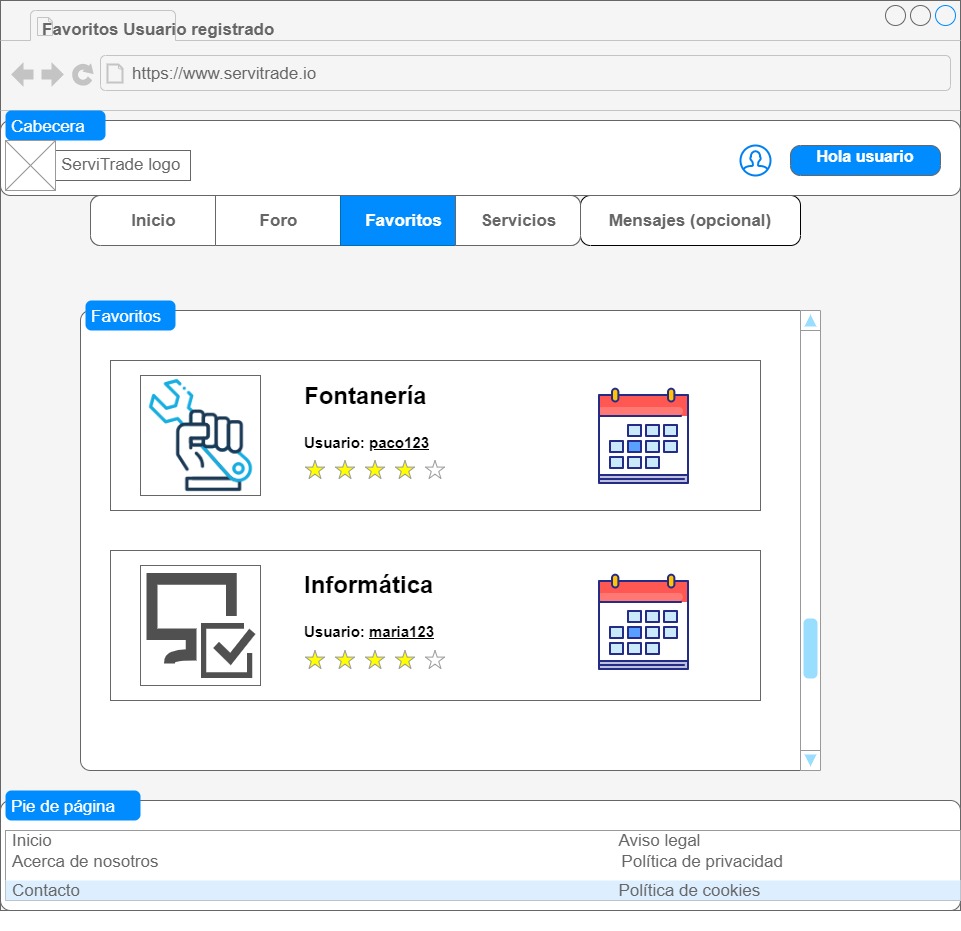 Favoritos Usuario registrado
https://www.servitrade.io
Cabecera
ServiTrade logo
Hola usuario
Inicio Foro Favoritos Servicios Mensajes (opcional)
Favoritos
Fontanería
Usuario: paco123
Informática
Usuario: maria123
Pie de página
Inicio Aviso legal
Acerca de nosotros Política de privacidad
Contacto Política de cookies